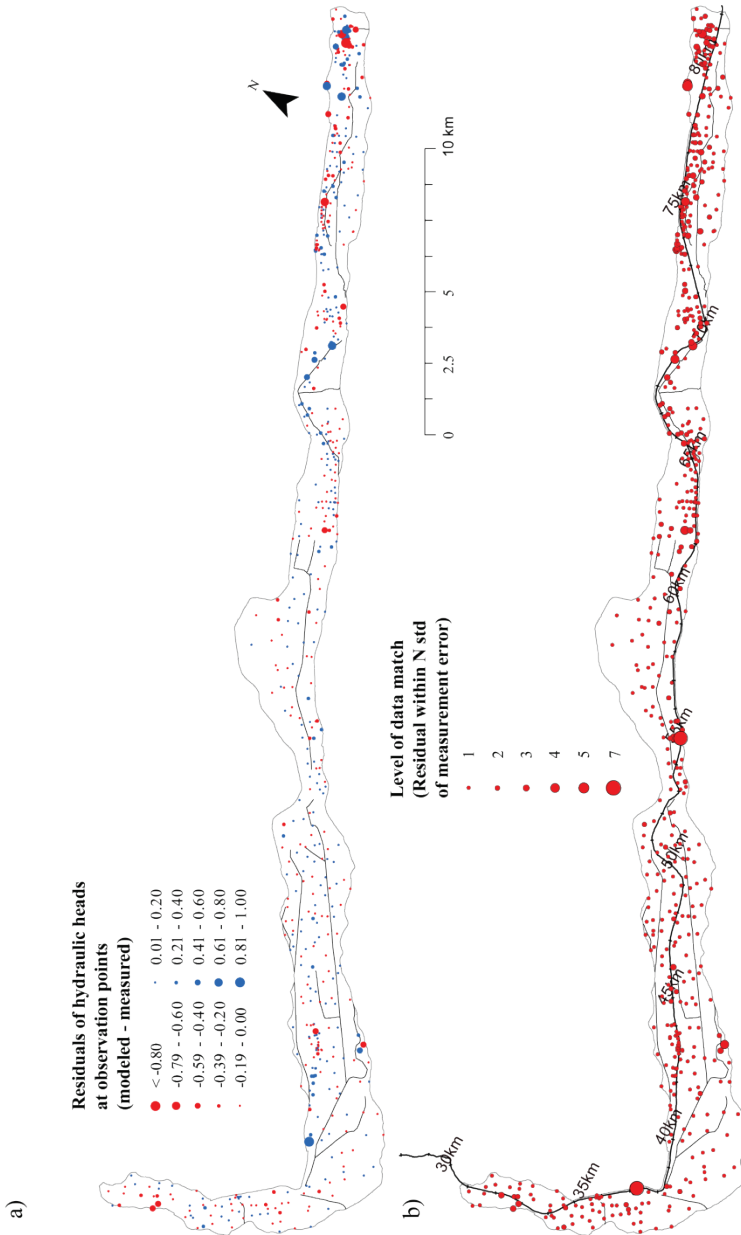 a)
Residuals of hydraulic heads
at observation points
(modeled - measured)
< -0.80
-0.79 - -0.60
-0.59 - -0.40
-0.39 - -0.20
-0.19 - 0.00
0.01 - 0.20
0.21 - 0.40
0.41 - 0.60
0.61 - 0.80
0.81 - 1.00
N
0
2.5
5
10 km
b)
Level of data match
(Residual within N std
of measurement error)
1
2
3
4
5
7
30km
35km
40km
45km
50km
55km
60km
65km
70km
75km
80km